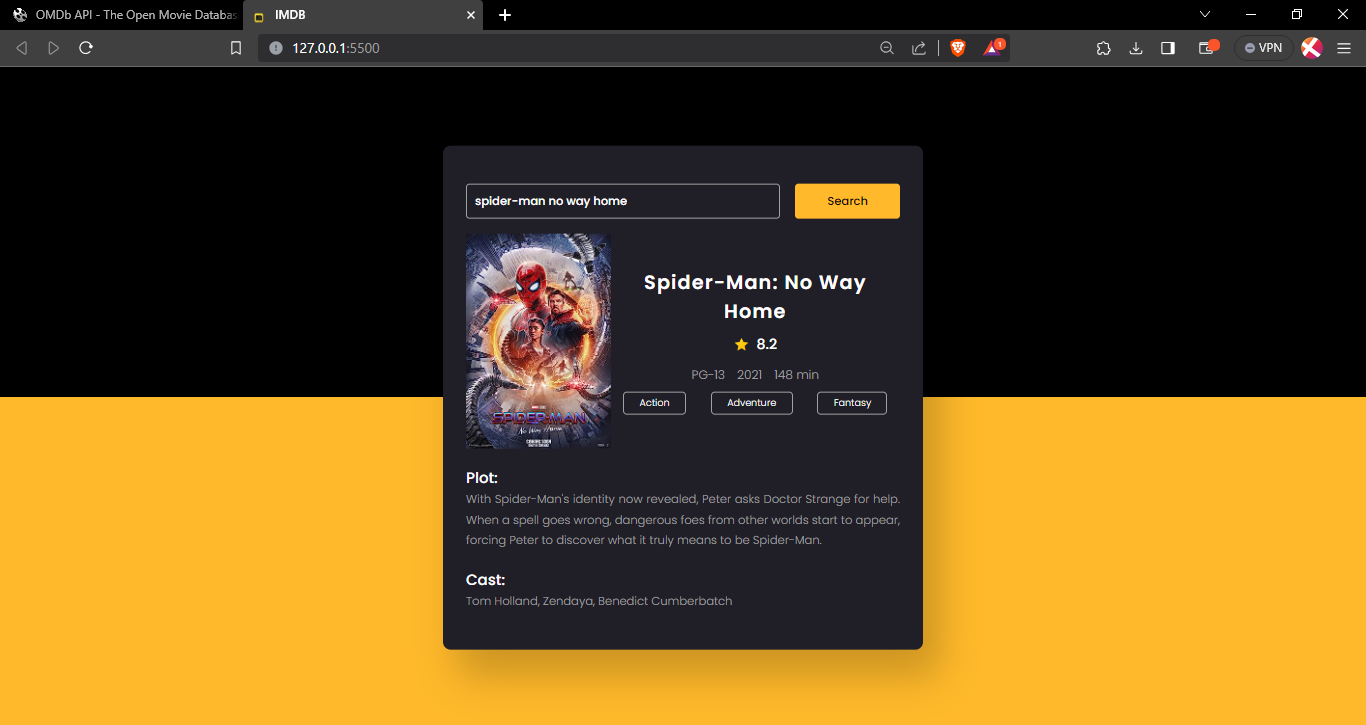 OMDb API - The Open Movie Databas
IMDB
127.0.0.1:5500
1
VPN
spider-man no way home
Search
SPIDER-MAN
NO WAY HOME
Spider-Man: No Way
Home
8.2
PG-13 2021 148 min
Action Adventure Fantasy
Plot:
With Spider-Man's identity now revealed, Peter asks Doctor Strange for help.
When a spell goes wrong, dangerous foes from other worlds start to appear,
forcing Peter to discover what it truly means to be Spider-Man.
Cast:
Tom Holland, Zendaya, Benedict Cumberbatch